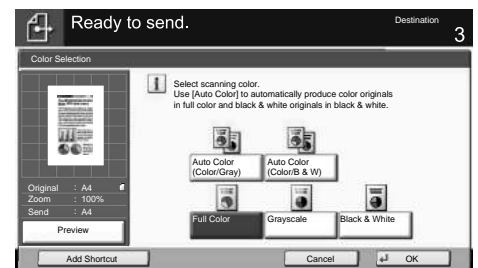 Ready to send.
Destination
3
Color Selection
Select scanning color.
Use [Auto Color] to automatically produce color originals
in full color and black & white originals in black & white.
Auto Color
(Color/Gray)
Auto Color
(Color/B & W)
Full Color
Grayscale
Black & White
Original : A4
Zoom : 100%
Send : A4
Preview
Add Shortcut
Cancel
OK